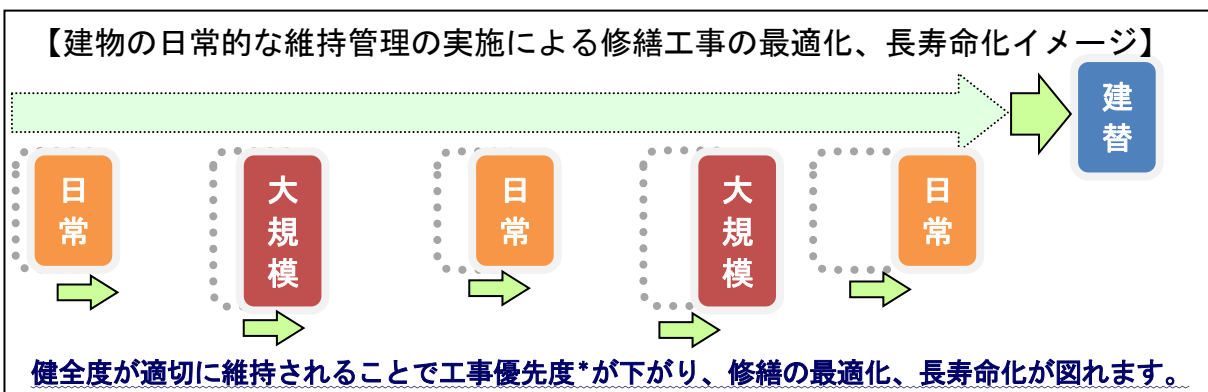 【建物の日常的な維持管理の実施による修繕工事の最適化、長寿命化イメージ】
建替
日常
大規模
日常
大規模
日常
健全度が適切に維持されることで工事優先度*が下がり、修繕の最適化、長寿命化が図れます。